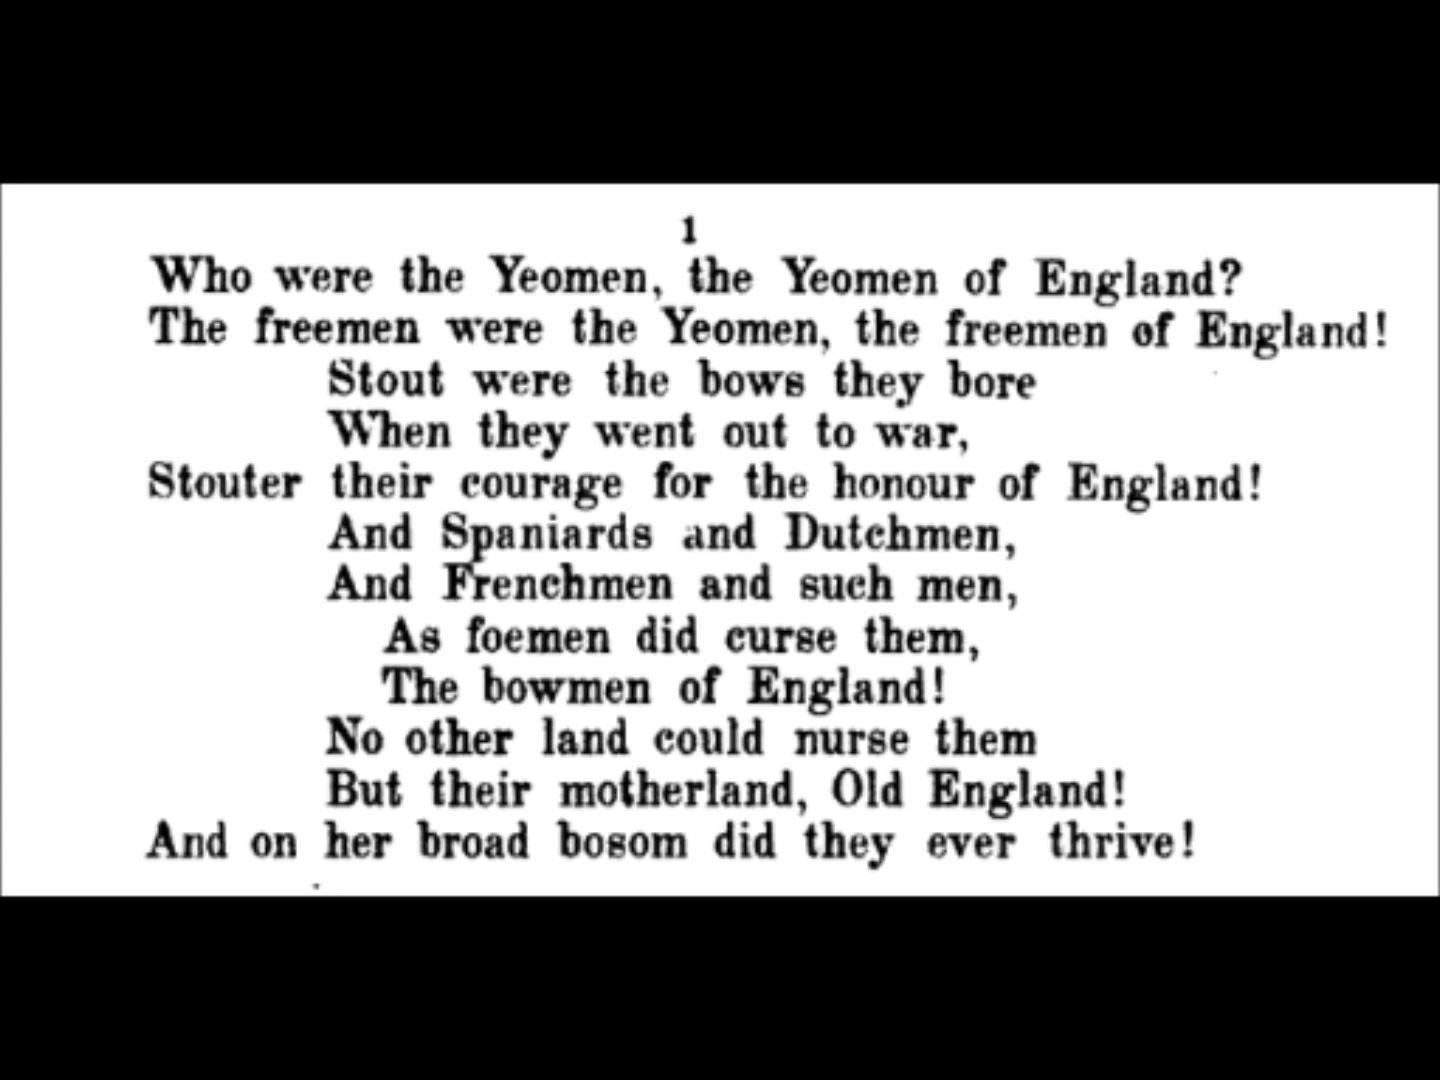 1
Who were the Yeomen, the Yeomen of England?
The freemen were the Yeomen, the freemen of England!
Stout were the bows they bore
When they went out to war,
Stouter their courage for the honour of England!
And Spaniards and Dutchmen,
And Frenchmen and such men,
As foemen did curse them,
The bowmen of England!
No other land could nurse them
But their motherland, Old England!
And on her broad bosom did they ever thrive!